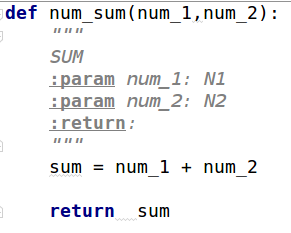 def num_sum(num_1,num_2):
"""
SUM
:param num_1: N1
:param num_2: N2
:return:
"""
sum = num_1 + num_2
return  sum